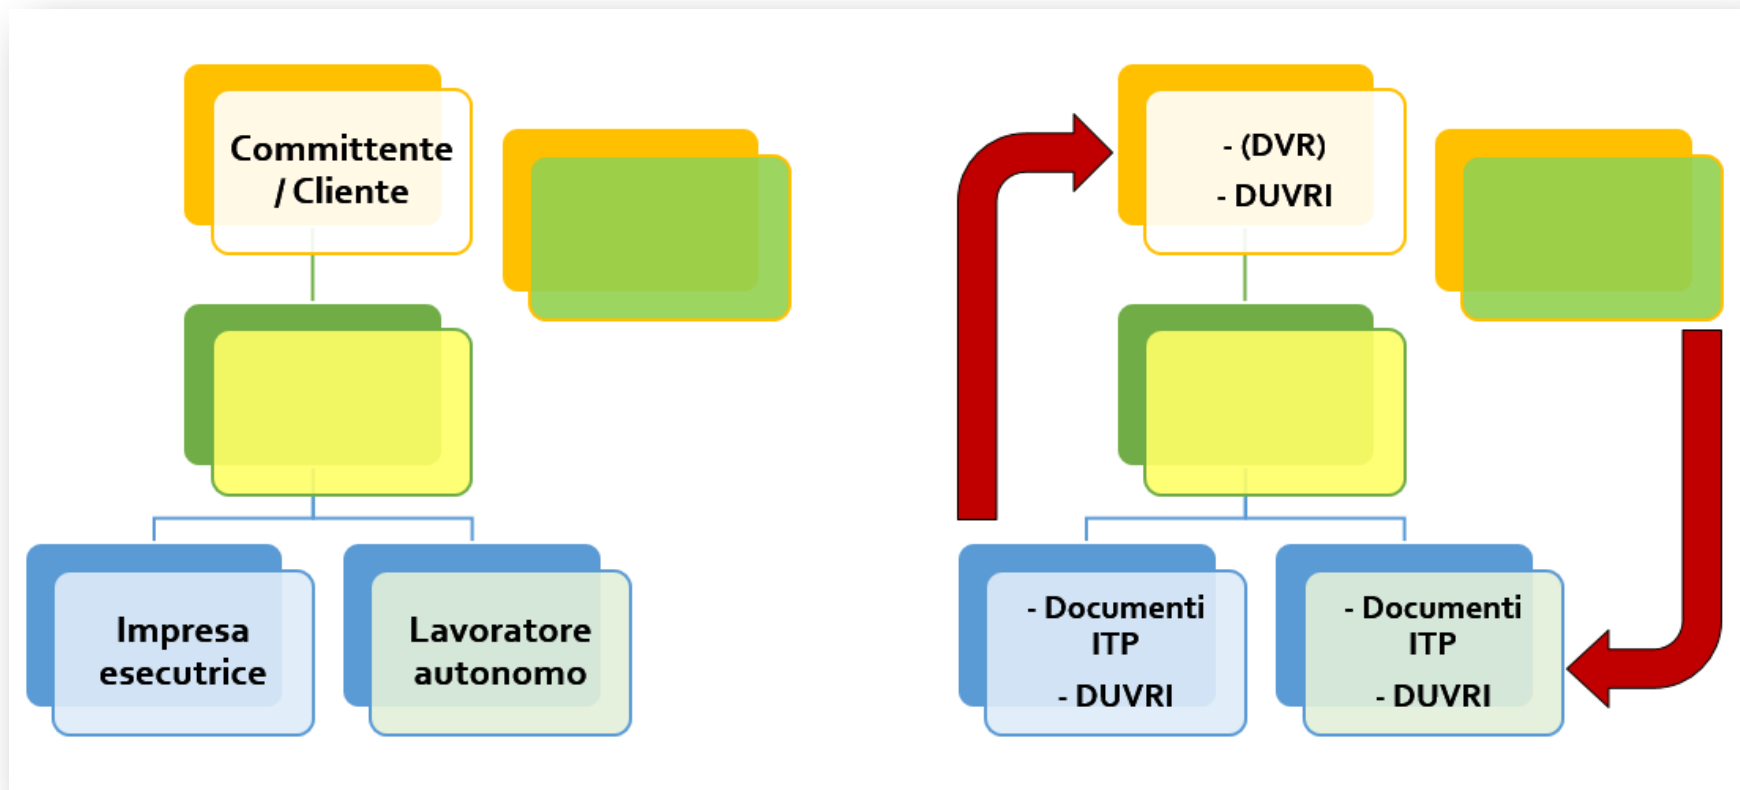 Committente
/ Cliente
Impresa
esecutrice
Lavoratore
autonomo
- (DVR)
- DUVRI
- Documenti
ITP
- DUVRI
- Documenti
ITP
- DUVRI